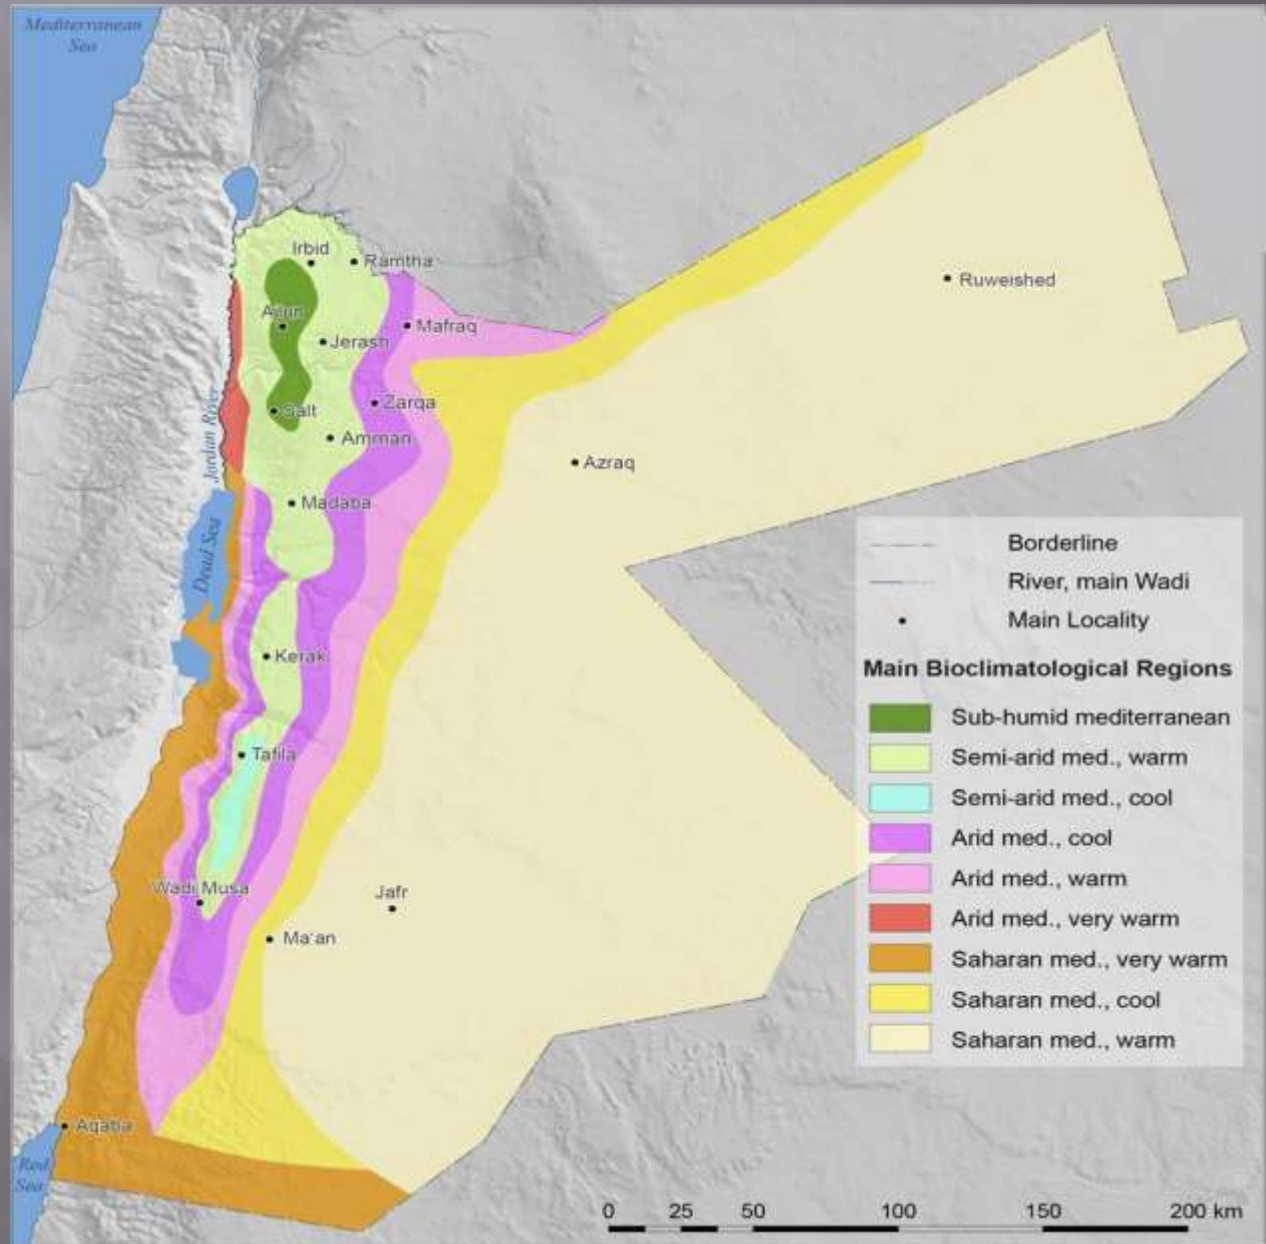 Mediterranean
Sea
Irbid
Ramtha
Ruweished
Ajlun
Mafraq
Jerash
Zarqa
Salt
Jordan River
Amman
Azraq
Madaba
Dead Sea
Kerak
Tafila
Wadi Musa
Jafr
Ma'an
Aqaba
Red
Sea
Borderline
River, main Wadi
Main Locality
Main Bioclimatological Regions
Sub-humid mediterranean
Semi-arid med., warm
Semi-arid med., cool
Arid med., cool
Arid med., warm
Arid med., very warm
Saharan med., very warm
Saharan med., cool
Saharan med., warm
0 25 50 100 150 200 km